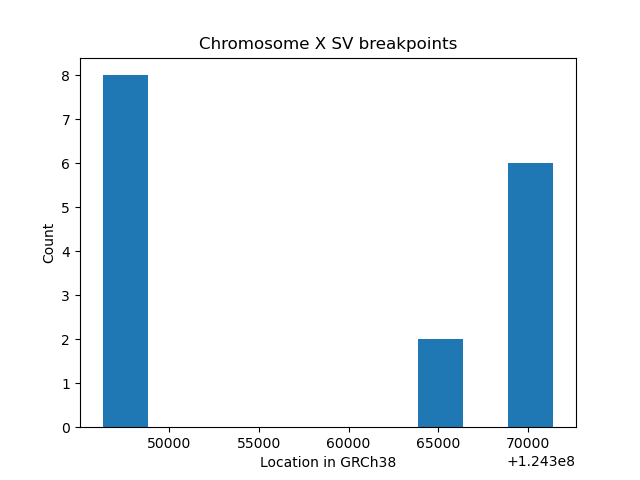 Chromosome X SV breakpoints
8
7
6
5
4
3
2
1
0
Count
50000 55000 60000 65000 70000
+1.243e8
Location in GRCh38